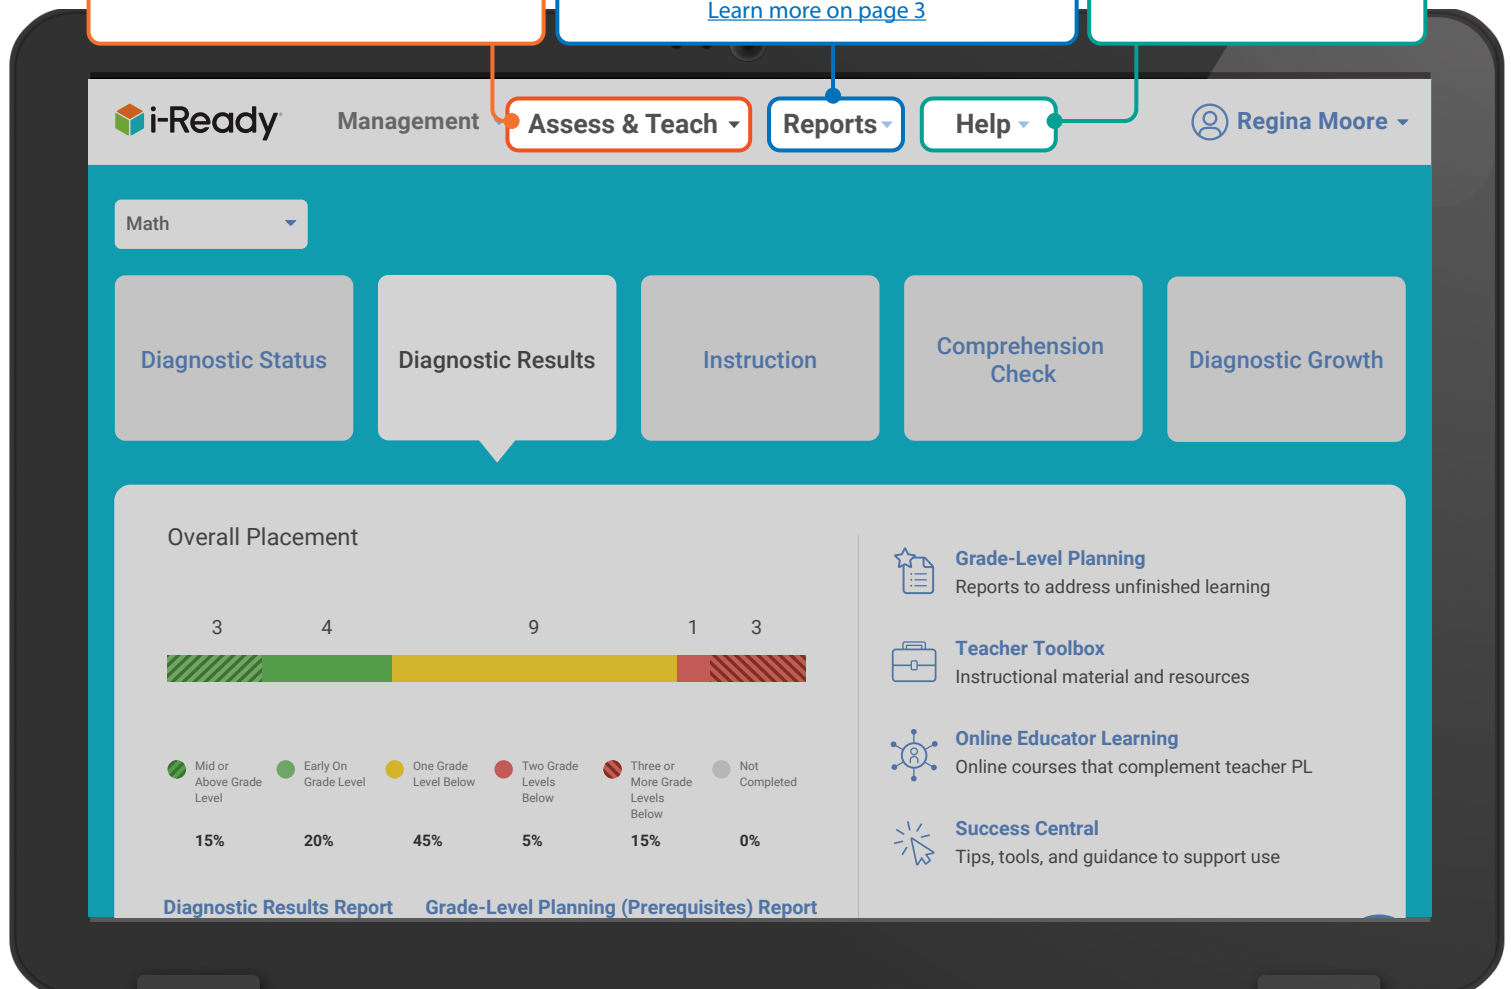 Learn more on page 3
i-Ready
Management
Assess & Teach
Reports
Help
Regina Moore
Math
Diagnostic Status
Diagnostic Results
Instruction
Comprehension
Check
Diagnostic Growth
Overall Placement
3 4 9 1 3
Mid or
Above Grade
Level
15%
Early On
Grade Level
20%
One Grade
Level Below
45%
Two Grade
Levels
Below
5%
Three or
More Grade
Levels
Below
15%
Not
Completed
0%
Diagnostic Results Report
Grade-Level Planning (Prerequisites) Report
Grade-Level Planning
Reports to address unfinished learning
Teacher Toolbox
Instructional material and resources
Online Educator Learning
Online courses that complement teacher PL
Success Central
Tips, tools, and guidance to support use